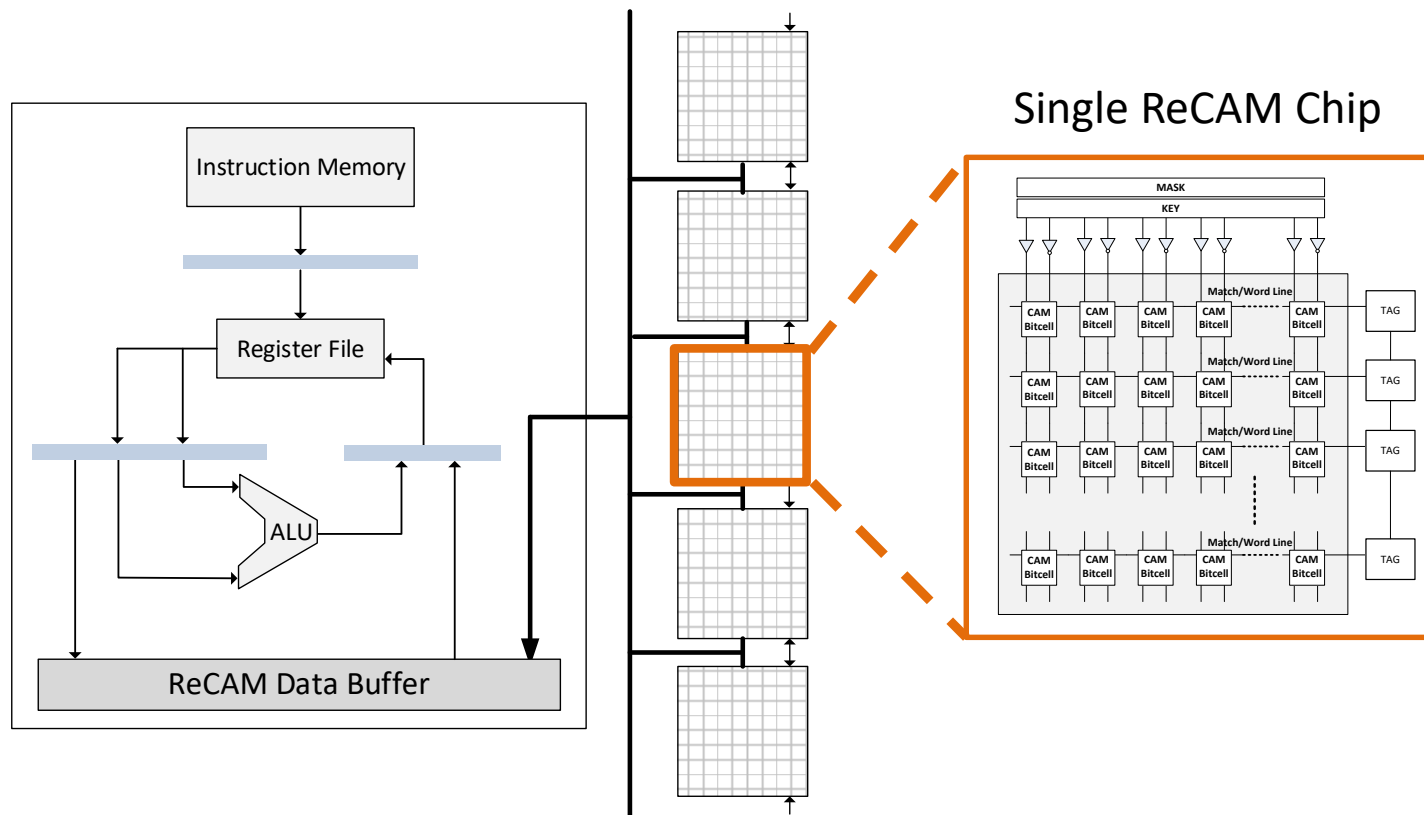 Single ReCAM Chip
Instruction Memory
Register File
ALU
ReCAM Data Buffer
MASK
KEY
Match/Word Line
CAM
Bitcell
CAM
Bitcell
CAM
Bitcell
CAM
Bitcell
CAM
Bitcell
TAG
Match/Word Line
CAM
Bitcell
CAM
Bitcell
CAM
Bitcell
CAM
Bitcell
CAM
Bitcell
TAG
Match/Word Line
CAM
Bitcell
CAM
Bitcell
CAM
Bitcell
CAM
Bitcell
CAM
Bitcell
TAG
Match/Word Line
CAM
Bitcell
CAM
Bitcell
CAM
Bitcell
CAM
Bitcell
CAM
Bitcell
TAG